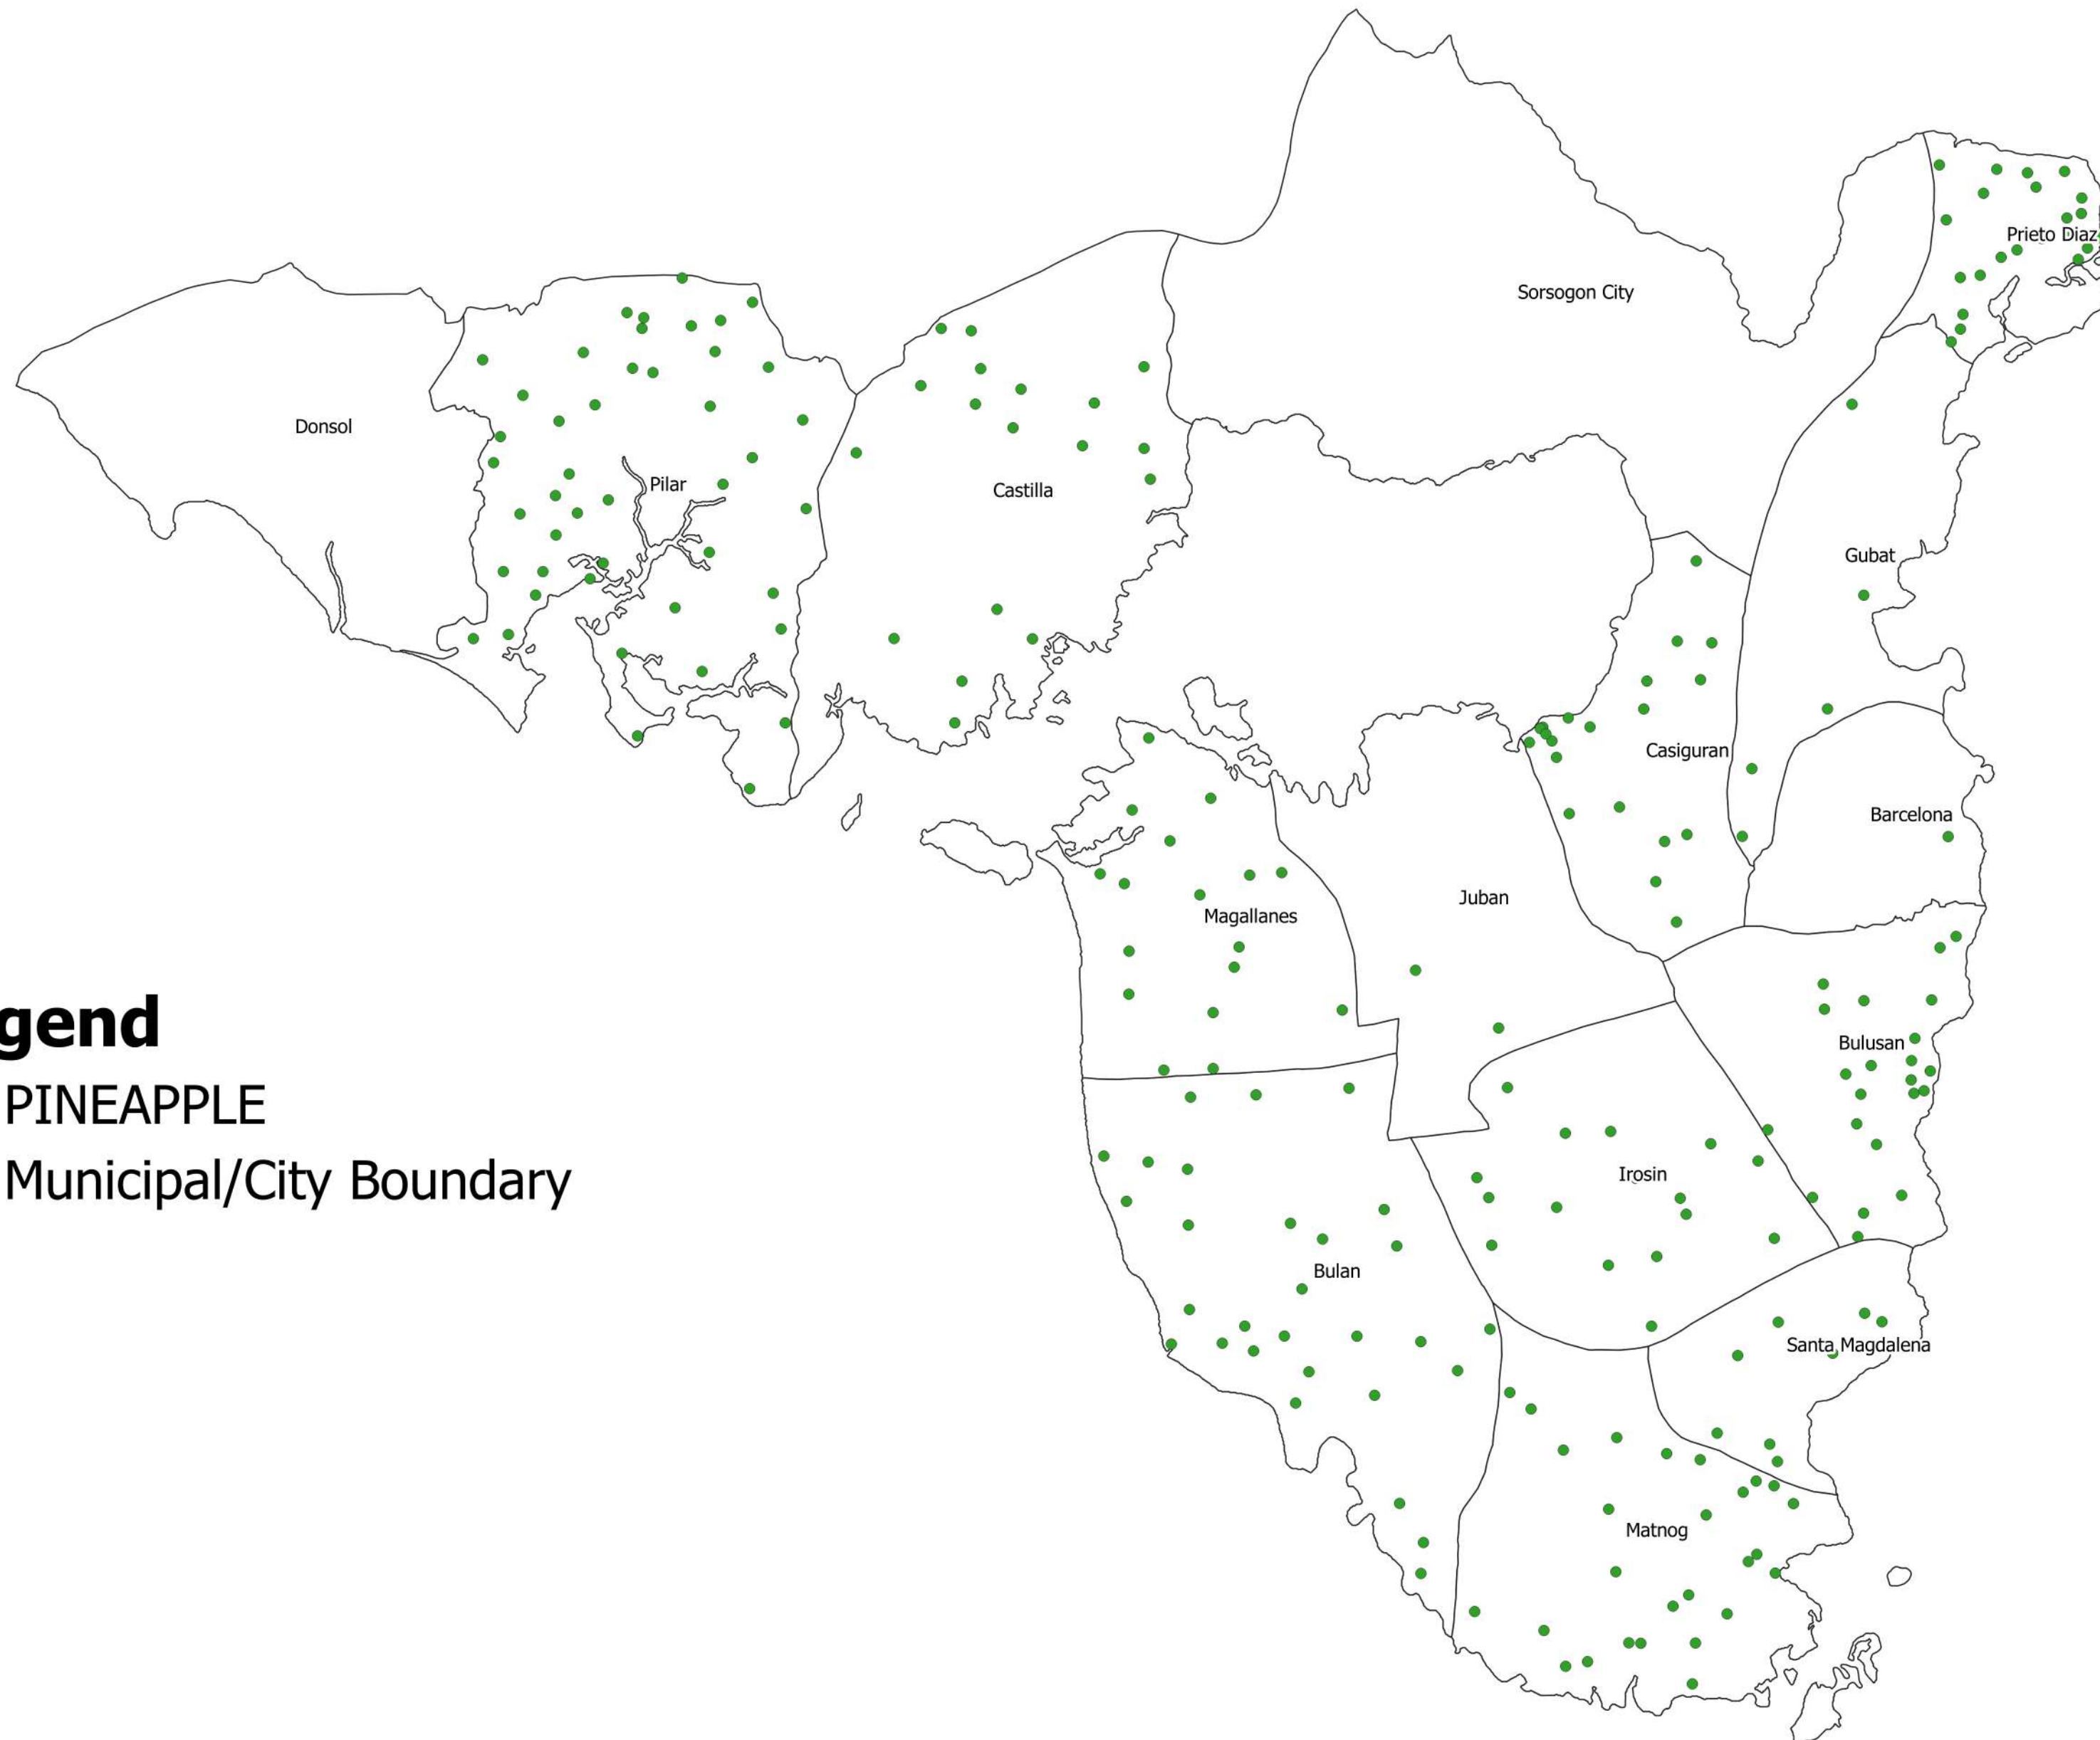 Prieto Diaz
Sorsogon City
Donsol
Pilar
Castilla
Gubat
Casiguran
Barcelona
Juban
Magallanes
gend
PINEAPPLE
Municipal/City Boundary
Bulusan
Irosin
Bulan
Santa Magdalena
Matnog